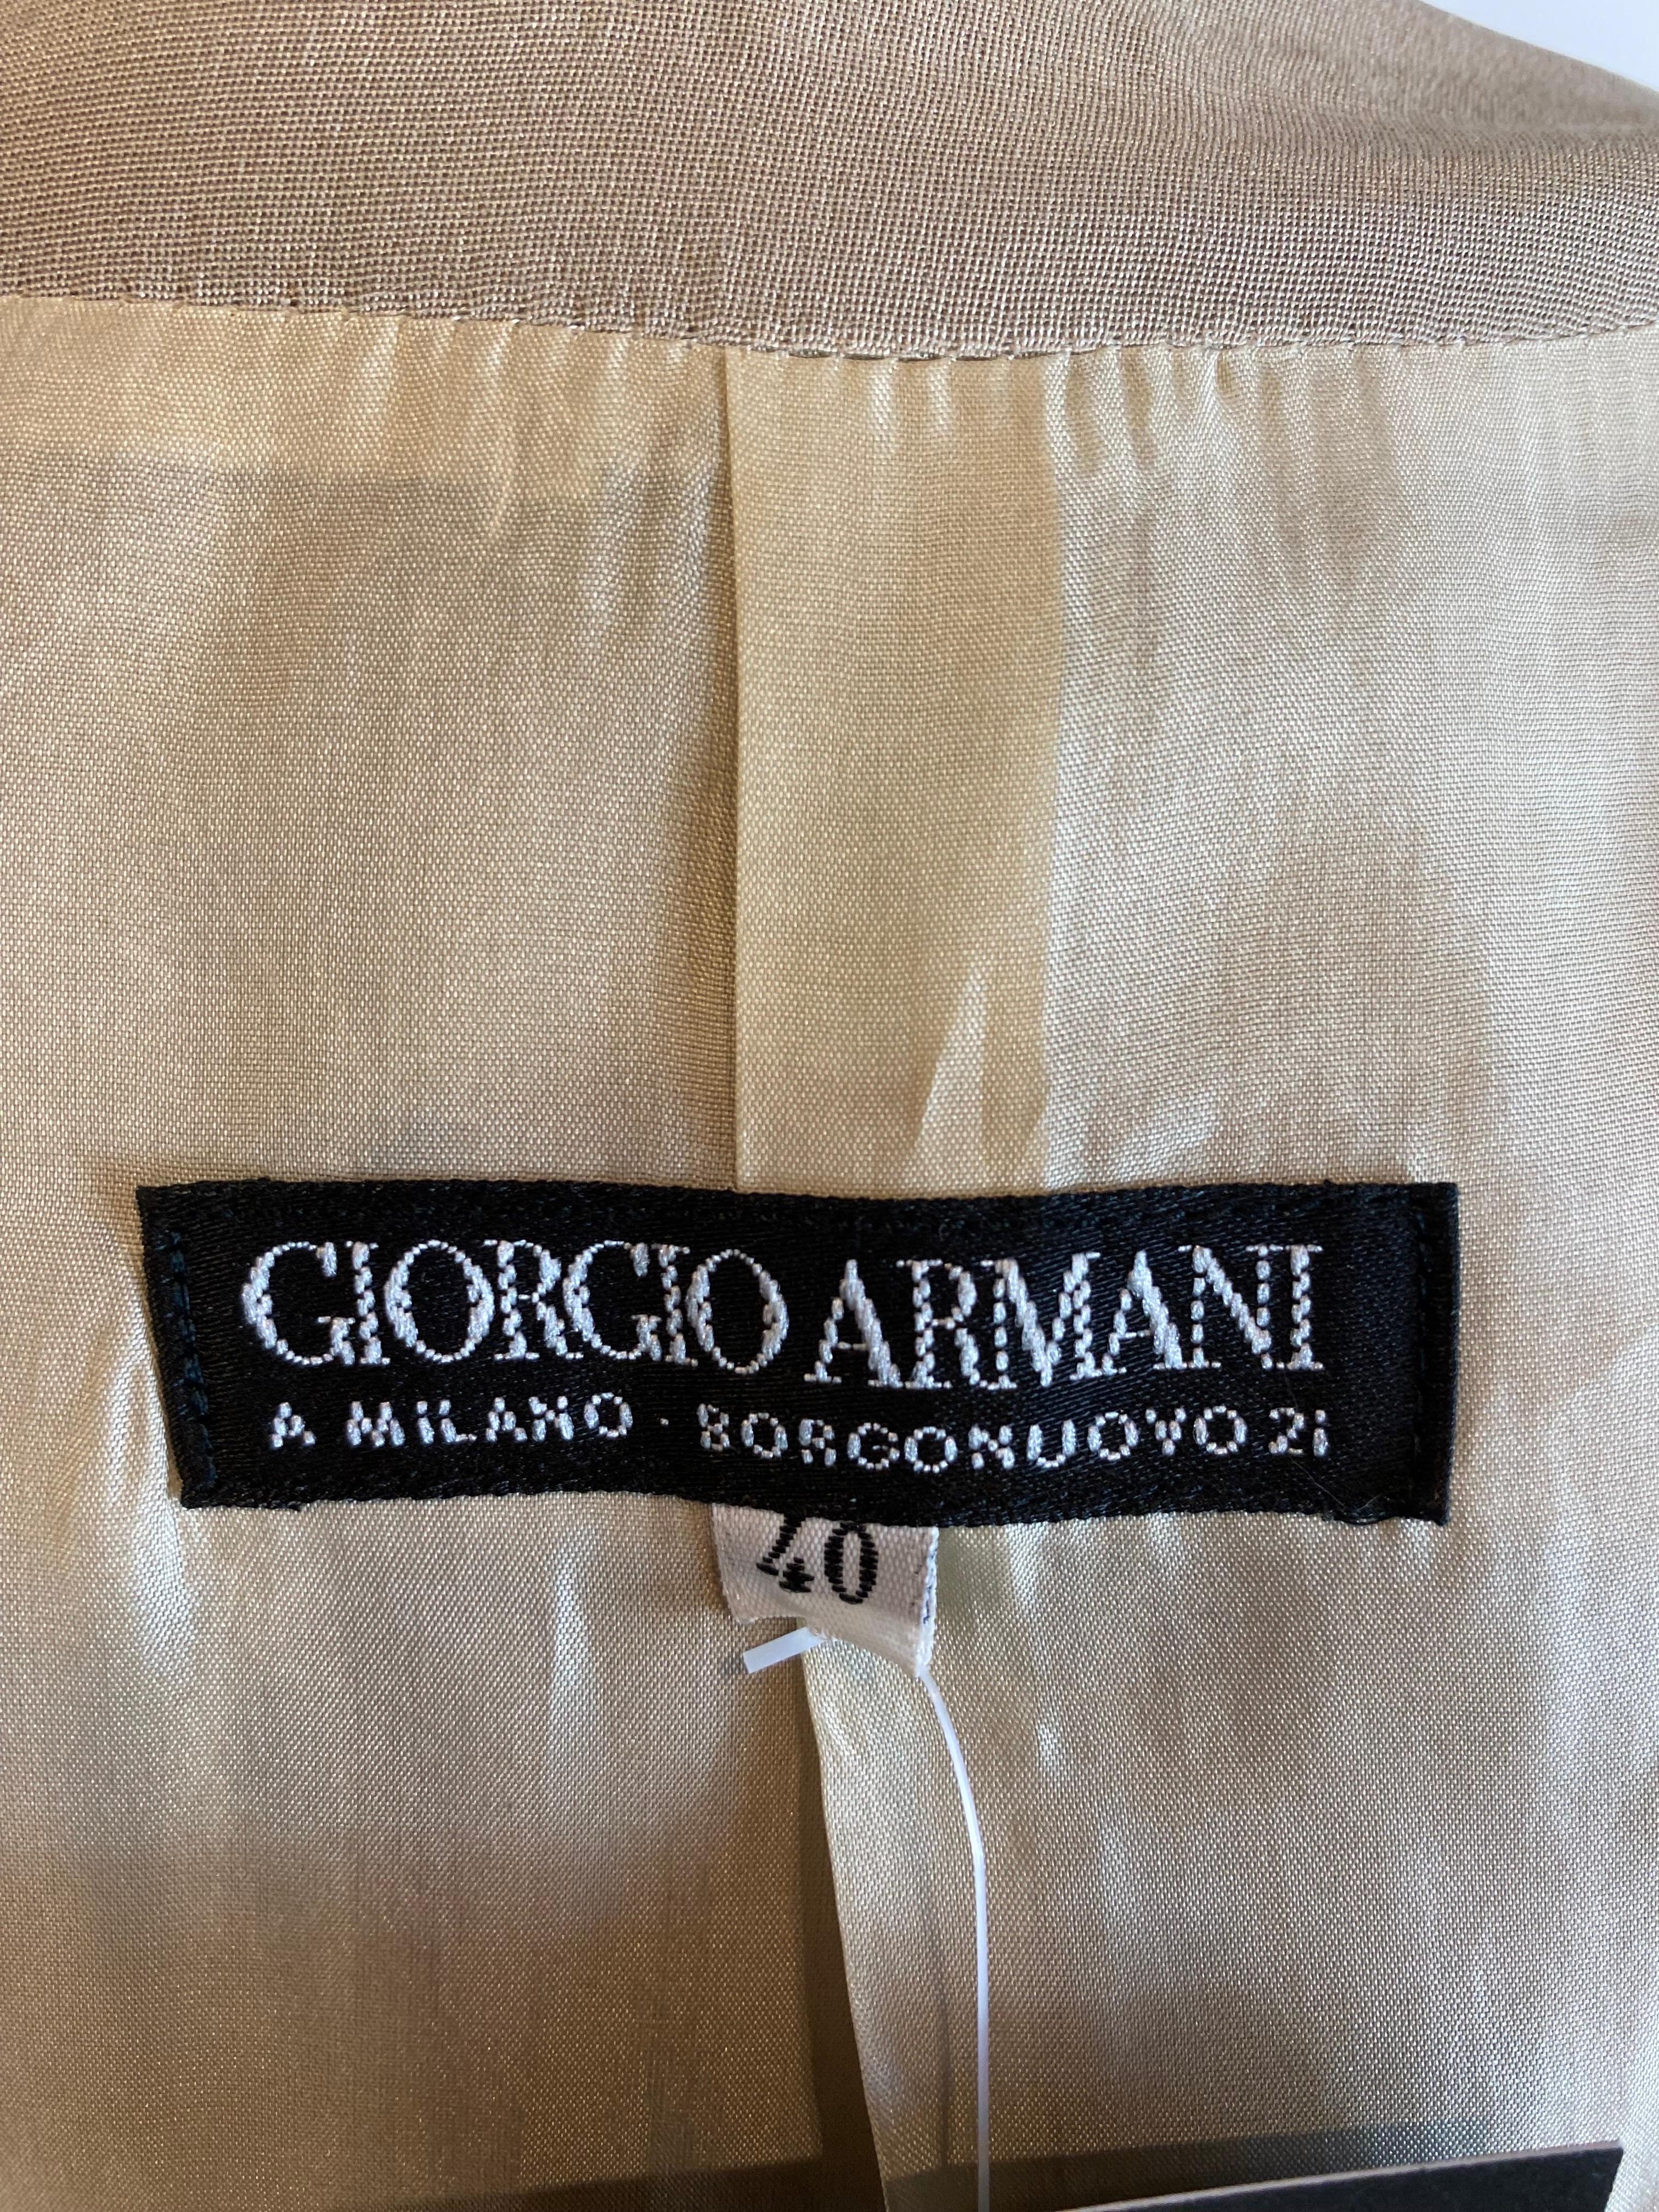 GIORGIO ARMANI
A MILANO · BORGONUOVO 21
40